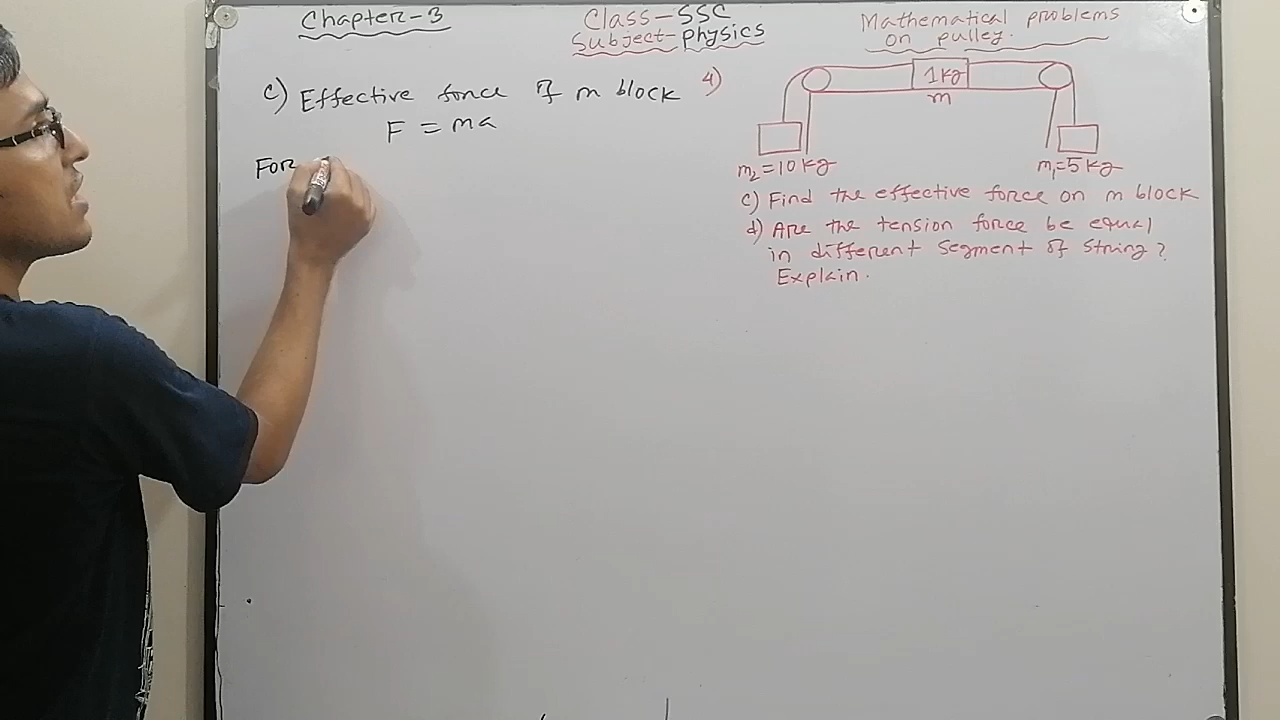 Chapter-3
Class-SSC
Subject-physics
Mathematical problems
on pulley.
c) Effective force of m block
F = ma
For
4)
1kg
m
m₂=10kg
m₁=5kg
c) Find the effective force on m block
d) Are the tension force be equal
in different segment of string?
Explain.